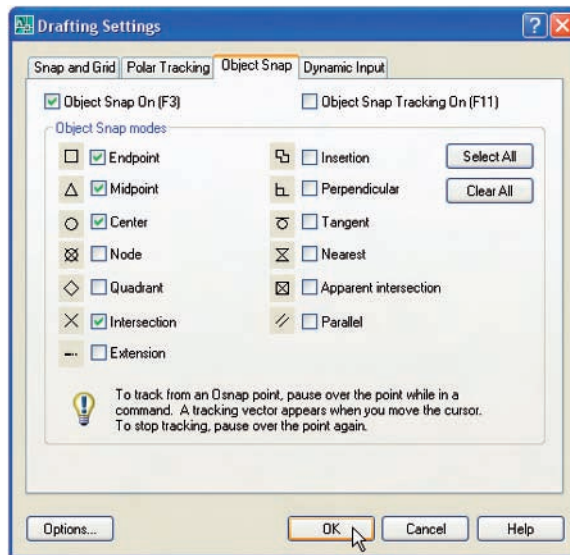 Drafting Settings
Snap and Grid Polar Tracking Object Snap Dynamic Input
Object Snap On (F3) Object Snap Tracking On (F11)
Object Snap modes
Endpoint Insertion Select All
Midpoint Perpendicular Clear All
Center Tangent
Node Nearest
Quadrant Apparent intersection
Intersection Parallel
Extension
To track from an Osnap point, pause over the point while in a
command. A tracking vector appears when you move the cursor.
To stop tracking, pause over the point again.
Options... OK Cancel Help